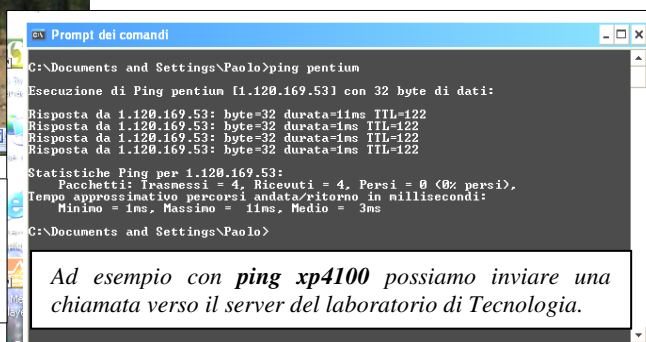 Prompt dei comandi
C:\Documents and Settings\Paolo>ping pentium
Esecuzione di Ping pentium [1.120.169.53] con 32 byte di dati:
Risposta da 1.120.169.53: byte=32 durata=11ms TTL=122
Risposta da 1.120.169.53: byte=32 durata=1ms TTL=122
Risposta da 1.120.169.53: byte=32 durata=1ms TTL=122
Risposta da 1.120.169.53: byte=32 durata=1ms TTL=122
Statistiche Ping per 1.120.169.53:
Pacchetti: Trasmessi = 4, Ricevuti = 4, Persi = 0 (0% persi),
Tempo approssimativo percorsi andata/ritorno in millisecondi:
Minimo = 1ms, Massimo = 11ms, Medio = 3ms
C:\Documents and Settings\Paolo>
Ad esempio con ping xp4100 possiamo inviare una
chiamata verso il server del laboratorio di Tecnologia.